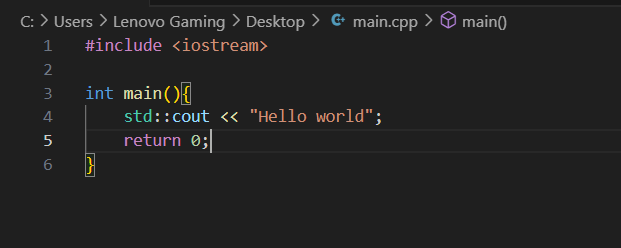 C: > Users > Lenovo Gaming > Desktop > main.cpp > main()
1 #include <iostream>
2
3 int main(){
4     std::cout << "Hello world";
5     return 0;
6 }